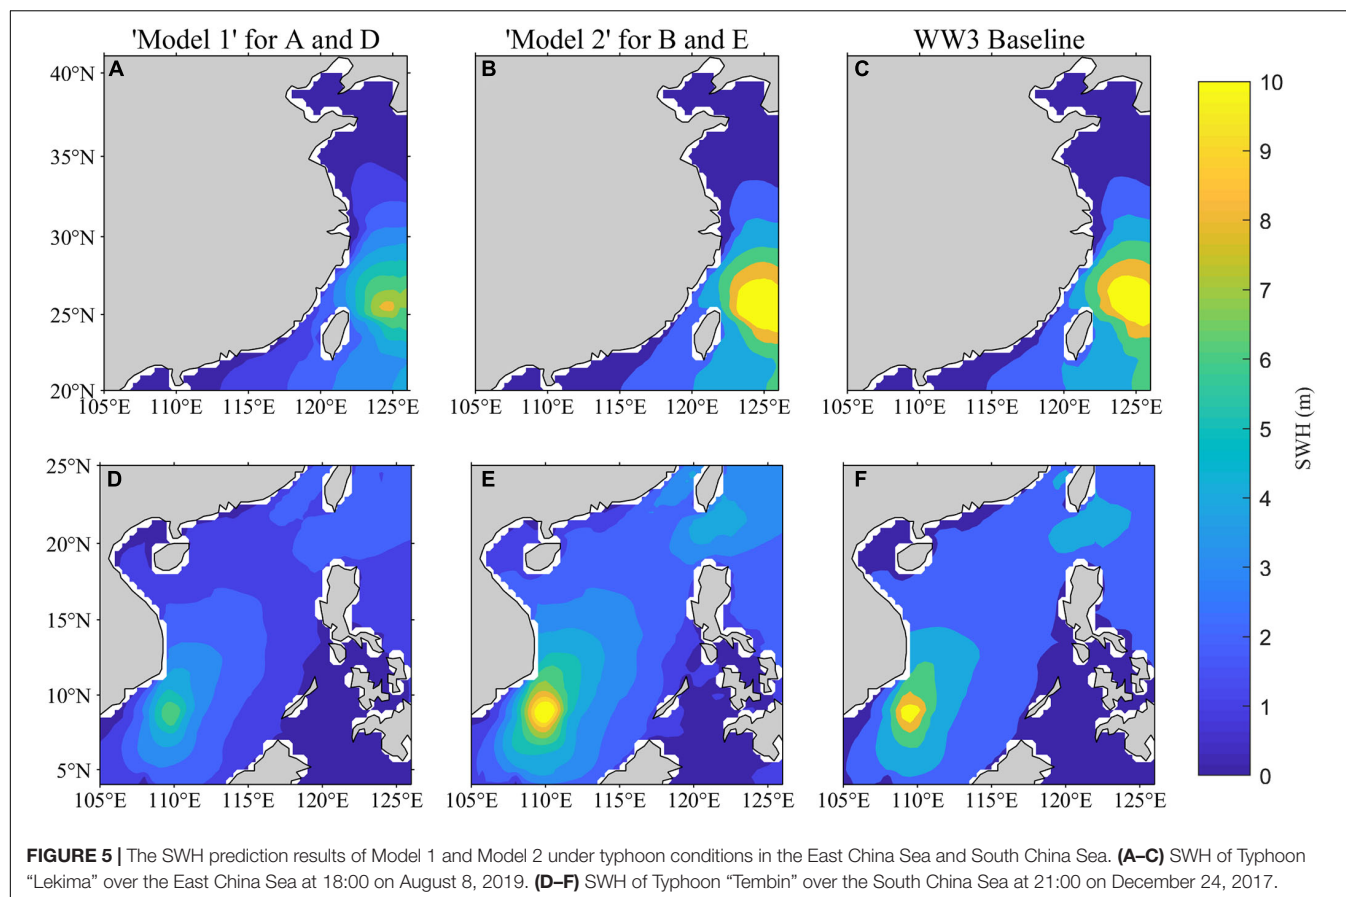 'Model 1' for A and D
'Model 2' for B and E
WW3 Baseline
A
B
C
40°N
35°N
30°N
25°N
20°N
105°E 110°E 115°E 120°E 125°E
105°E 110°E 115°E 120°E 125°E
105°E 110°E 115°E 120°E 125°E
D
E
F
25°N
20°N
15°N
10°N
5°N
105°E 110°E 115°E 120°E 125°E
105°E 110°E 115°E 120°E 125°E
105°E 110°E 115°E 120°E 125°E
10
9
8
7
6
5
4
3
2
1
0
SWH (m)
FIGURE 5 | The SWH prediction results of Model 1 and Model 2 under typhoon conditions in the East China Sea and South China Sea. (A–C) SWH of Typhoon
“Lekima” over the East China Sea at 18:00 on August 8, 2019. (D–F) SWH of Typhoon “Tembin” over the South China Sea at 21:00 on December 24, 2017.